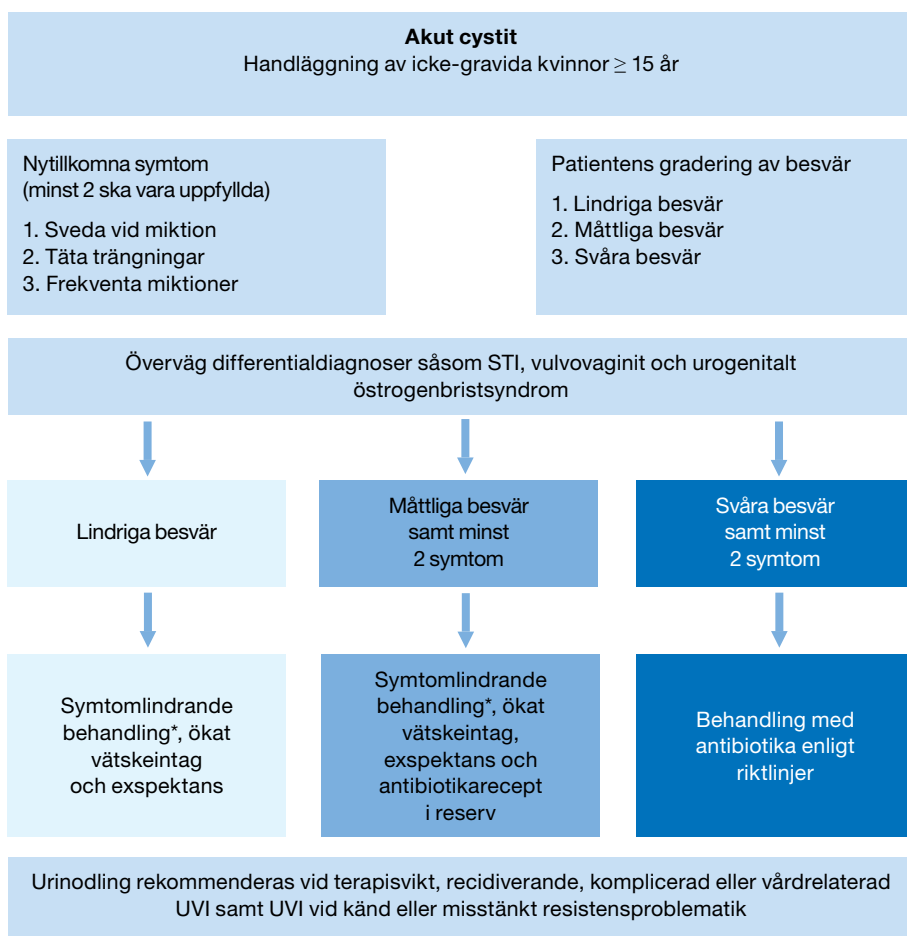 Akut cystit
Handläggning av icke-gravida kvinnor ≥ 15 år
Nytillkomna symtom
(minst 2 ska vara uppfyllda)
1. Sveda vid miktion
2. Täta trängningar
3. Frekventa miktioner
Patientens gradering av besvär
1. Lindriga besvär
2. Måttliga besvär
3. Svåra besvär
Överväg differentialdiagnoser såsom STI, vulvovaginit och urogenitalt
östrogenbristsyndrom
Lindriga besvär
Måttliga besvär
samt minst
2 symtom
Svåra besvär
samt minst
2 symtom
Symtomlindrande
behandling*, ökat
vätskeintag
och exspektans
Symtomlindrande
behandling*, ökat
vätskeintag,
exspektans och
antibiotikarecept
i reserv
Behandling med
antibiotika enligt
riktlinjer
Urinodling rekommenderas vid terapisvikt, recidiverande, komplicerad eller vårdrelaterad
UVI samt UVI vid känd eller misstänkt resistensproblematik